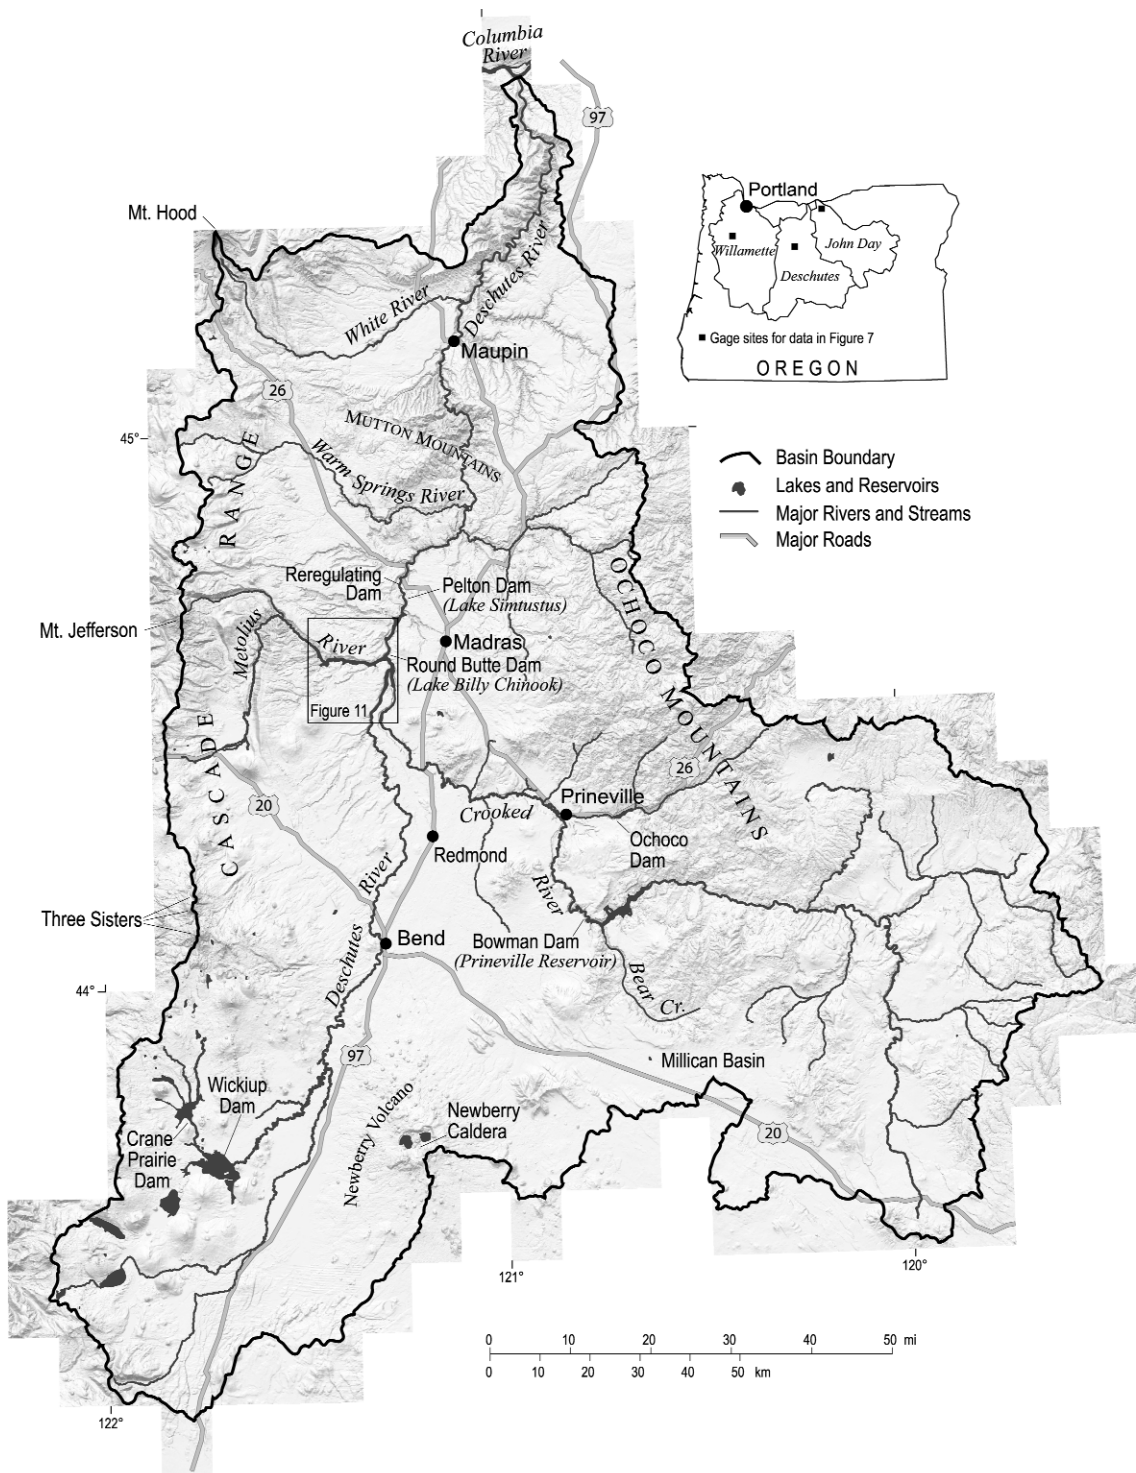 Columbia
River
97
Mt. Hood
Portland
Willamette
John Day
Deschutes
Gage sites for data in Figure 7
OREGON
White River
Deschutes River
Maupin
26
MUTTON MOUNTAINS
45°
Warm Springs River
Basin Boundary
Lakes and Reservoirs
Major Rivers and Streams
Major Roads
CASCADE RANGE
Reregulating
Dam
Pelton Dam
(Lake Simtustus)
Mt. Jefferson
Metolius
River
Madras
Round Butte Dam
(Lake Billy Chinook)
Figure 11
OCHOCO MOUNTAINS
26
20
Crooked
River
Prineville
Ochoco
Dam
Redmond
Deschutes
River
Three Sisters
Bend
Bowman Dam
(Prineville Reservoir)
Bear Cr.
44°
97
Millican Basin
Wickiup
Dam
Crane
Prairie
Dam
Newberry Volcano
Newberry
Caldera
20
121°
120°
122°
0 10 20 30 40 50 mi
0 10 20 30 40 50 km